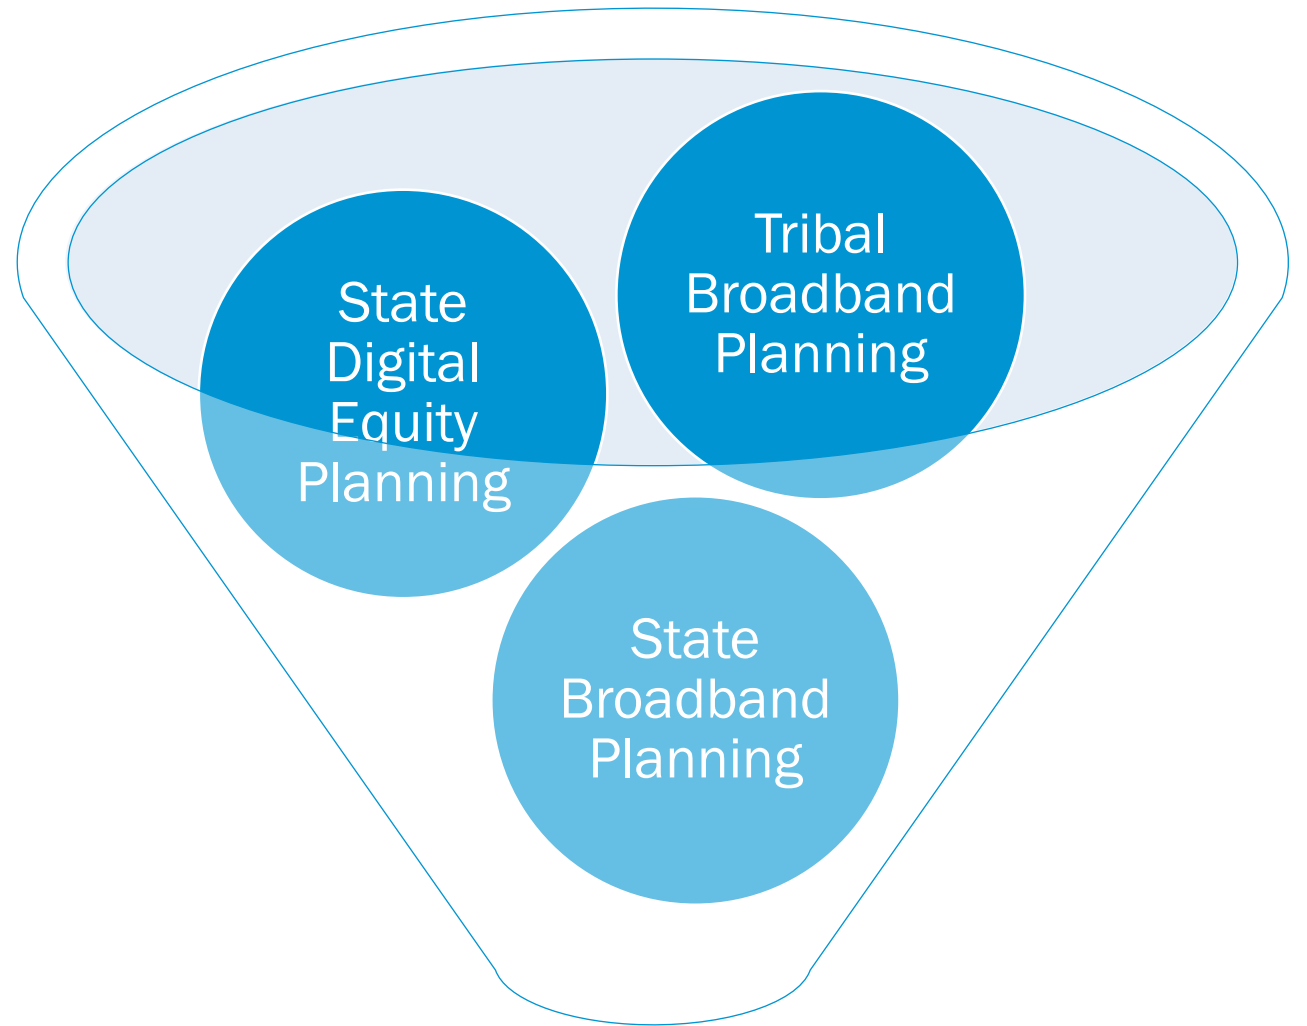 State
Digital
Equity
Planning
Tribal
Broadband
Planning
State
Broadband
Planning